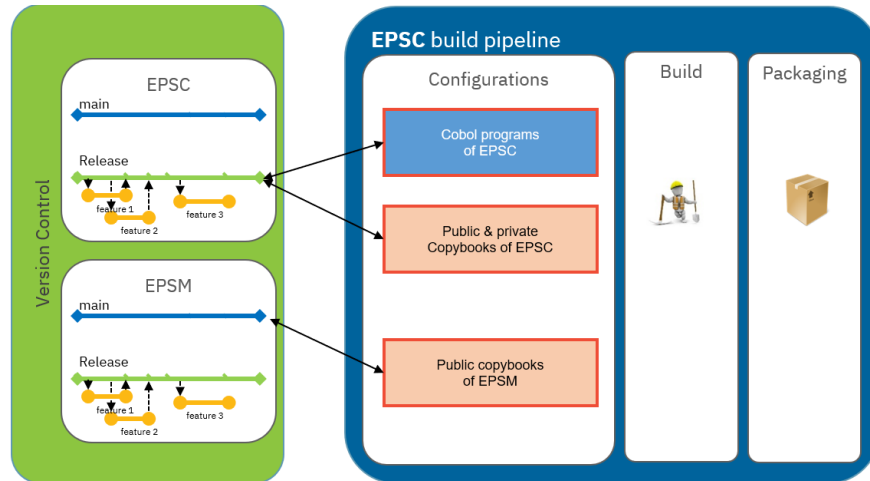 Version Control
EPSC
main
Release
feature 1
feature 2
feature 3
EPSM
main
Release
feature 1
feature 2
feature 3
EPSC build pipeline
Configurations
Cobol programs
of EPSC
Public & private
Copybooks of EPSC
Public copybooks
of EPSM
Build
Packaging